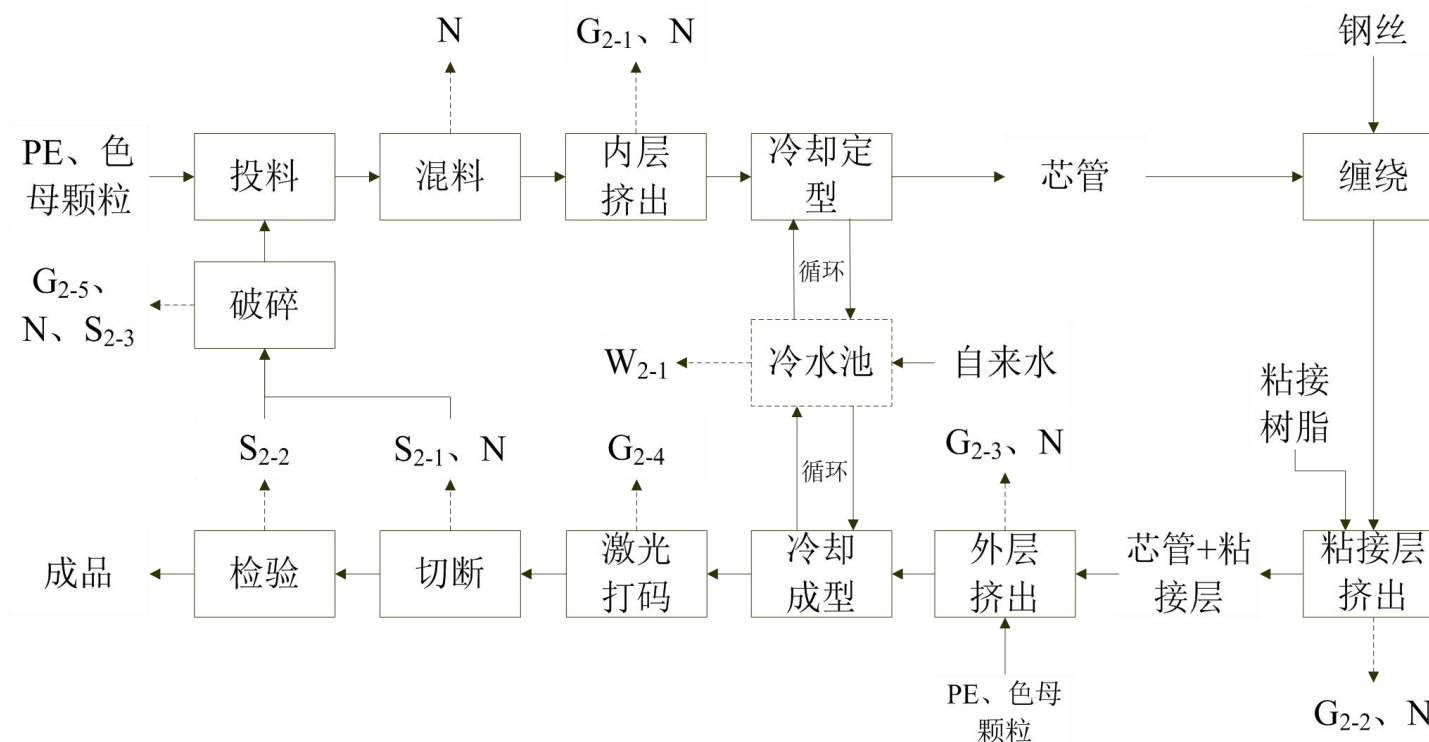 N
G₂₋₁、N
钢丝
PE、色
母颗粒
投料
混料
内层
挤出
冷却定
型
芯管
缠绕
循环
G₂₋₅、
N、S₂₋₃
破碎
W₂₋₁
冷水池
自来水
粘接
树脂
S₂₋₂
S₂₋₁、N
G₂₋₄
循环
G₂₋₃、N
成品
检验
切断
激光
打码
冷却
成型
外层
挤出
芯管+粘
接层
粘接层
挤出
PE、色母
颗粒
G₂₋₂、N